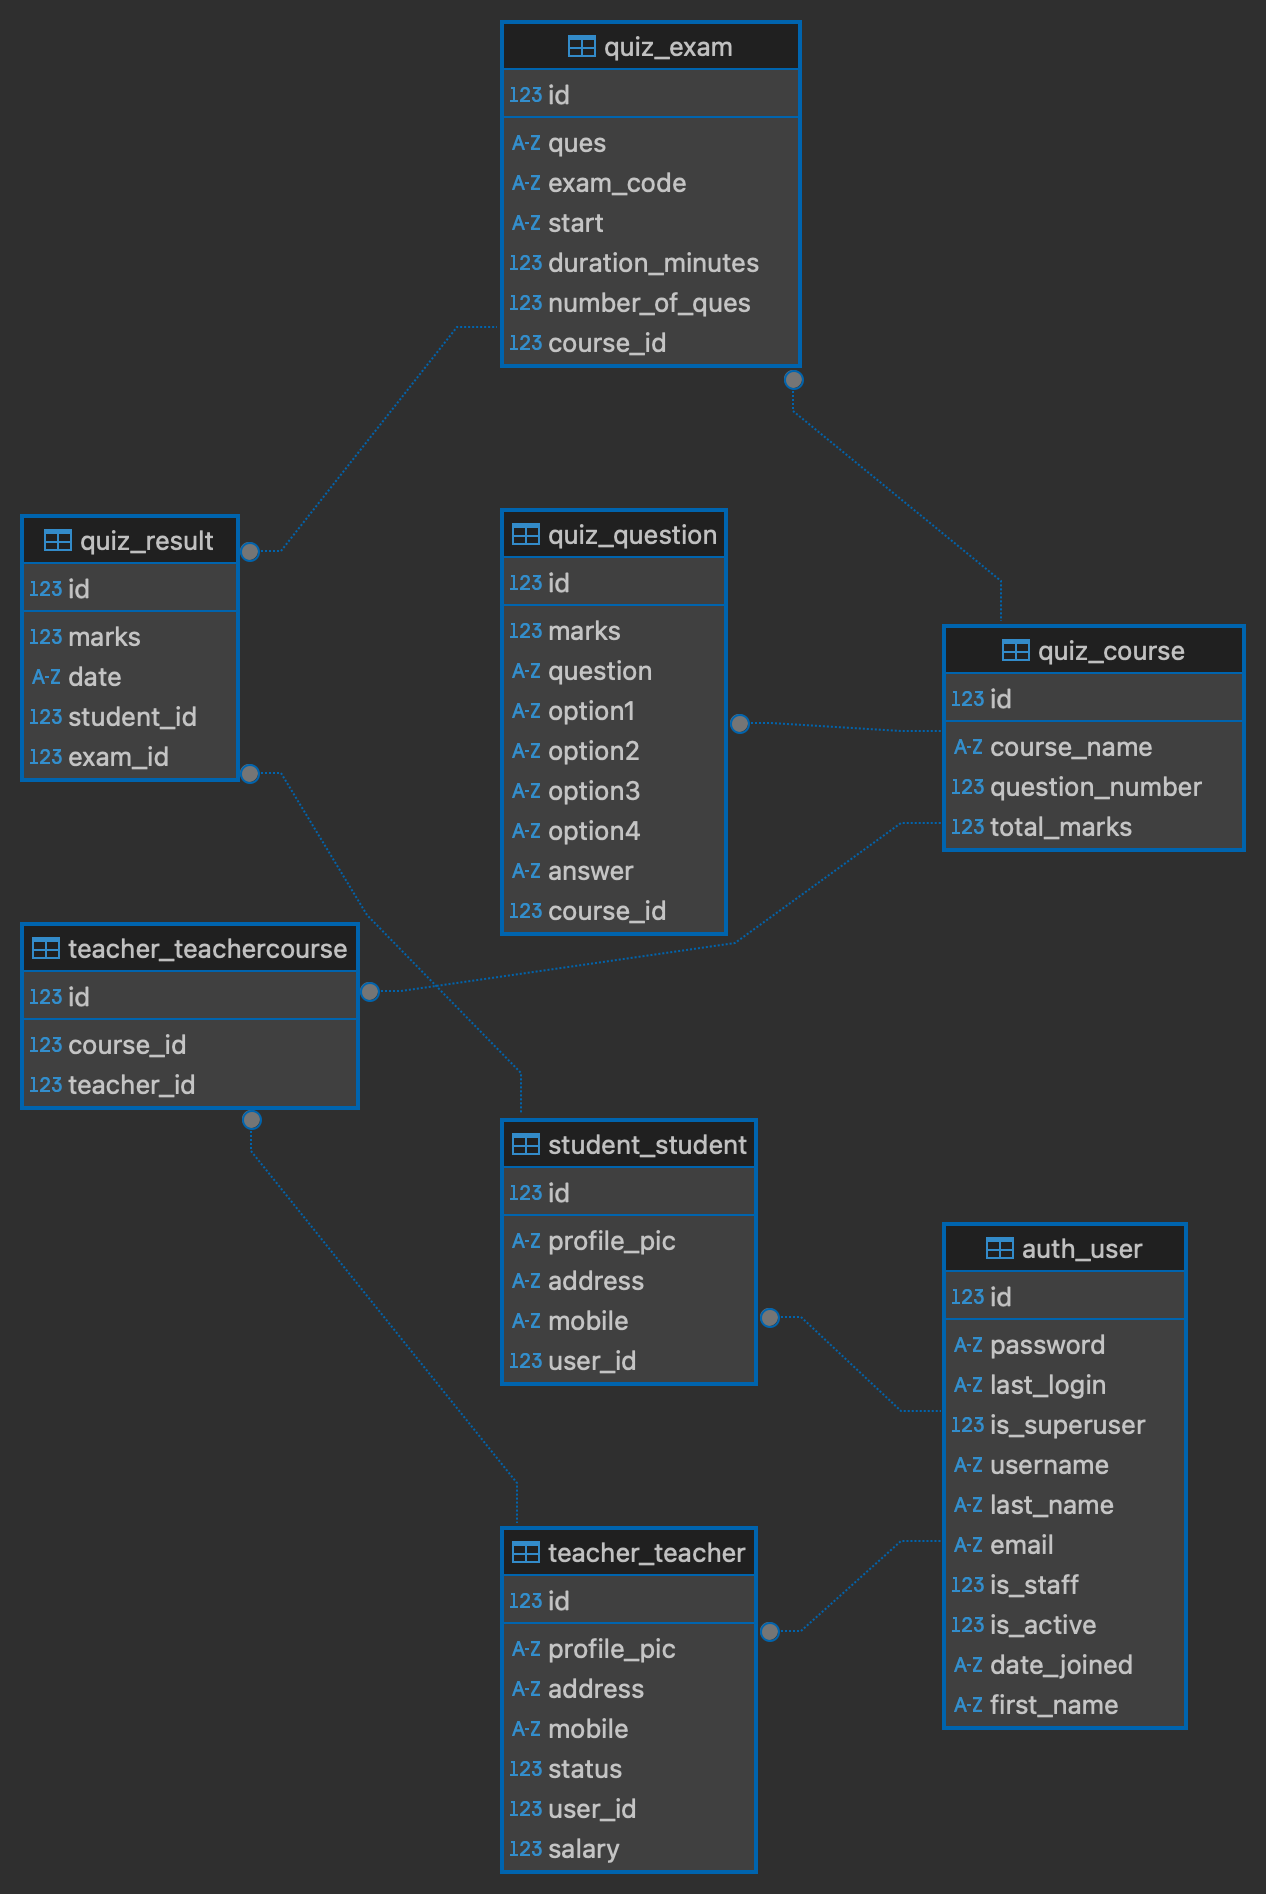 quiz_exam
123 id
A-Z ques
A-Z exam_code
A-Z start
123 duration_minutes
123 number_of_ques
123 course_id
quiz_result
123 id
123 marks
A-Z date
123 student_id
123 exam_id
quiz_question
123 id
123 marks
A-Z question
A-Z option1
A-Z option2
A-Z option3
A-Z option4
A-Z answer
123 course_id
quiz_course
123 id
A-Z course_name
123 question_number
123 total_marks
teacher_teachercourse
123 id
123 course_id
123 teacher_id
student_student
123 id
A-Z profile_pic
A-Z address
A-Z mobile
123 user_id
auth_user
123 id
A-Z password
A-Z last_login
123 is_superuser
A-Z username
A-Z last_name
A-Z email
123 is_staff
123 is_active
A-Z date_joined
A-Z first_name
teacher_teacher
123 id
A-Z profile_pic
A-Z address
A-Z mobile
123 status
123 user_id
123 salary